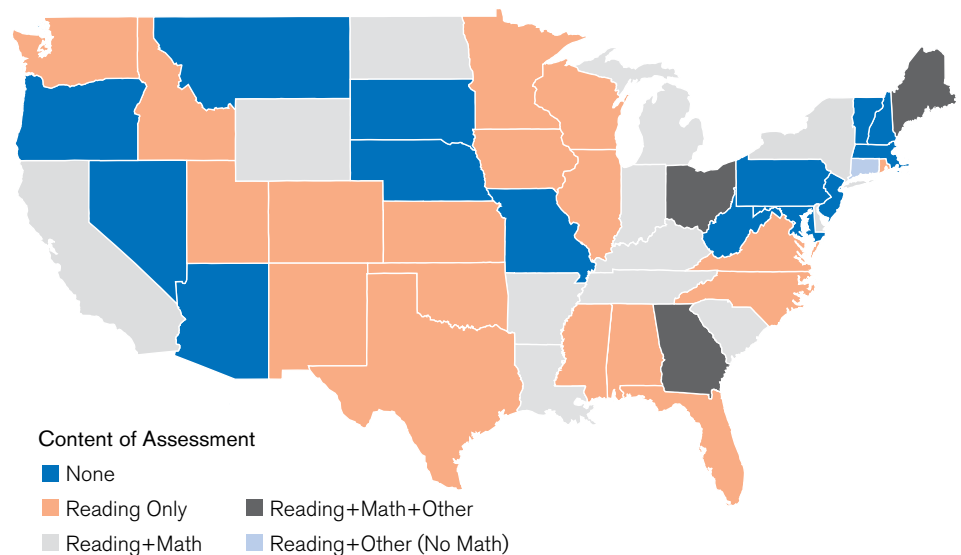 Content of Assessment
None
Reading Only
Reading+Math+Other
Reading+Math
Reading+Other (No Math)